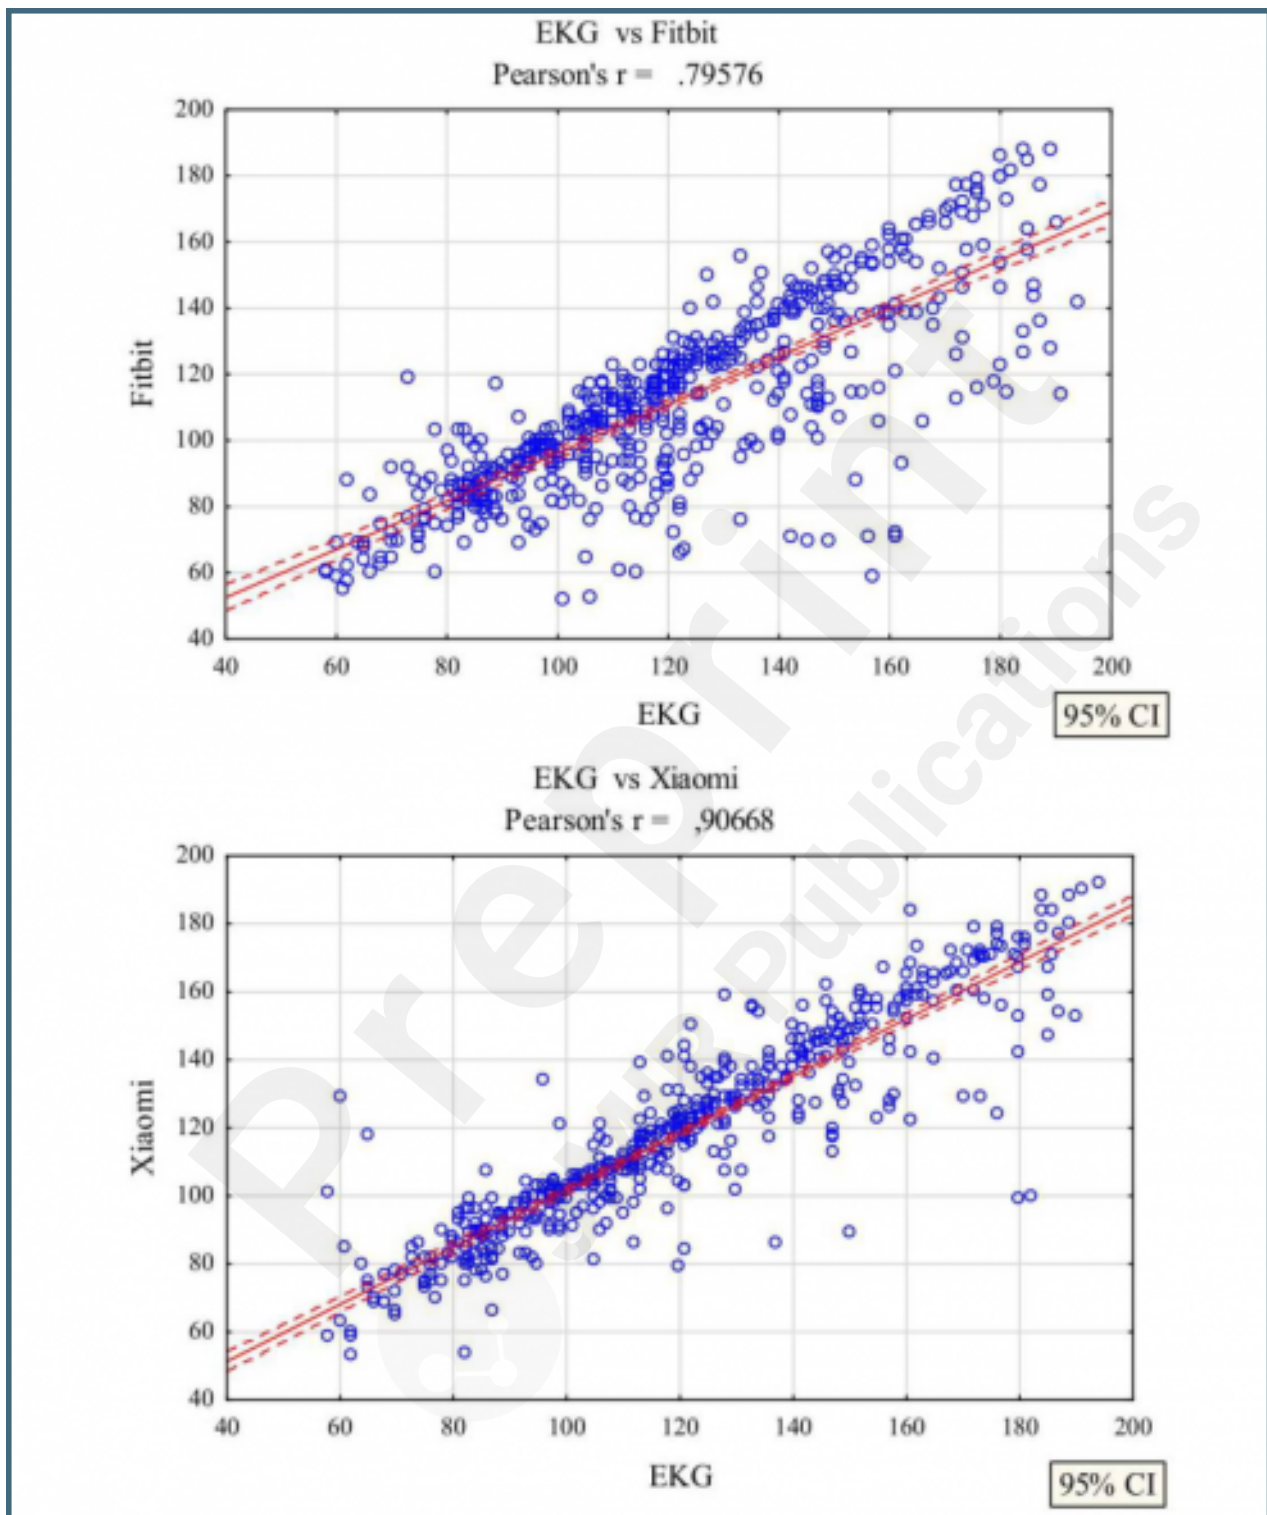 EKG vs Fitbit
Pearson's r = .79576
200
180
160
140
120
100
80
60
40
Fitbit
40 60 80 100 120 140 160 180 200
EKG
95% CI
EKG vs Xiaomi
Pearson's r = ,90668
200
180
160
140
120
100
80
60
40
Xiaomi
40 60 80 100 120 140 160 180 200
EKG
95% CI
Preprint
JMIR Publications